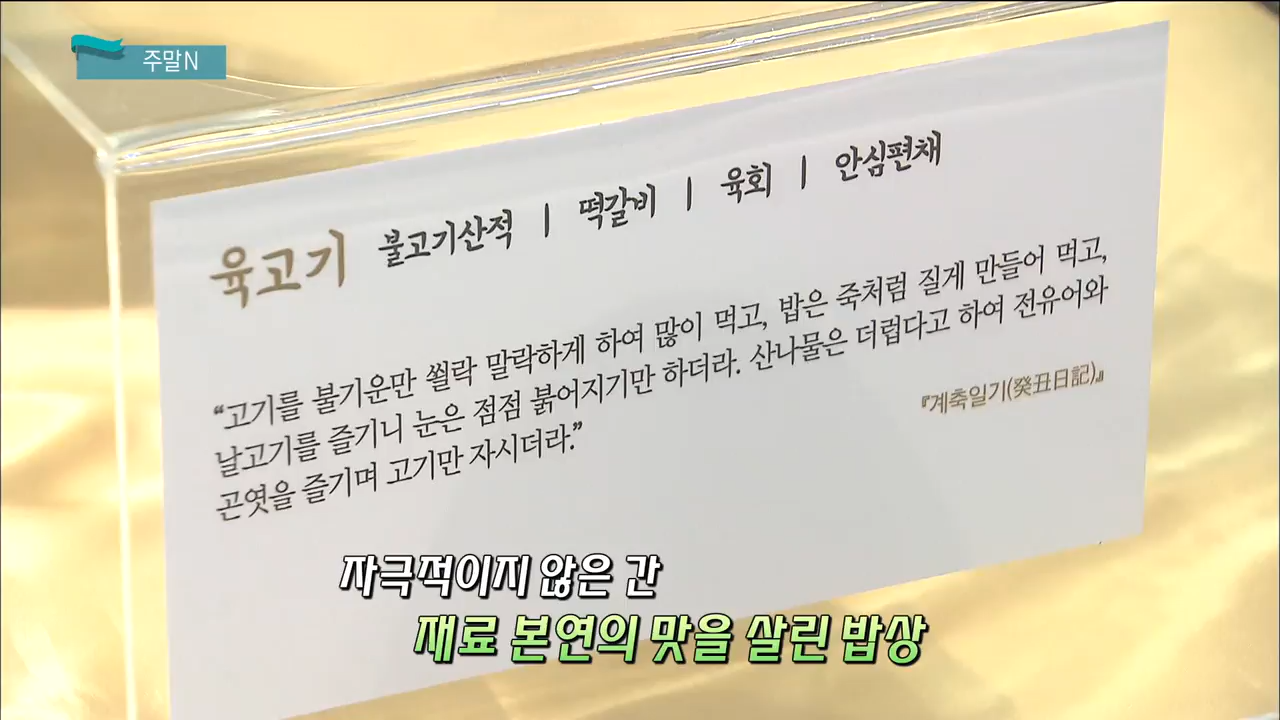 주말N
육고기 불고기산적 | 떡갈비 | 육회 | 안심편채
“고기를 불기운만 쐴락 말락하게 하여 많이 먹고, 밥은 죽처럼 질게 만들어 먹고,
날고기를 즐기니 눈은 점점 붉어지기만 하더라. 산나물은 더럽다고 하여 전유어와
곤엿을 즐기며 고기만 자시더라.”
『계축일기(癸丑日記)』
자극적이지 않은 간
재료 본연의 맛을 살린 밥상